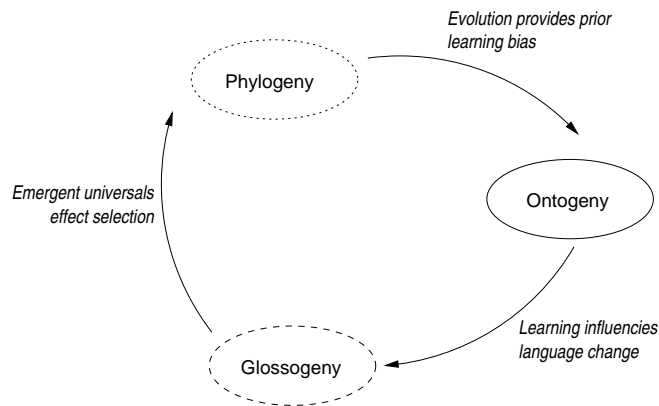 Evolution provides prior
learning bias
Phylogeny
Emergent universals
effect selection
Ontogeny
Learning influencies
language change
Glossogeny